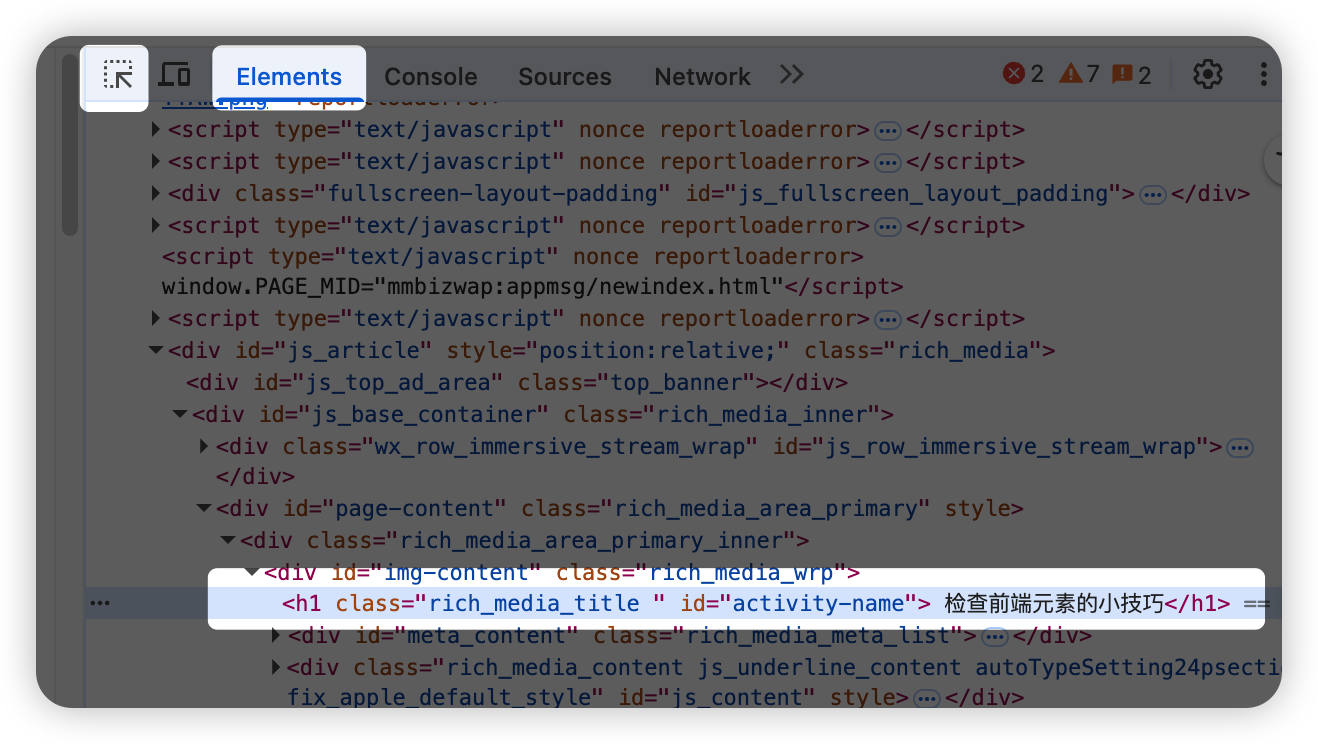 Elements Console Sources Network 2 7 2
<script type="text/javascript" nonce reportloaderror>…</script>
<script type="text/javascript" nonce reportloaderror>…</script>
<div class="fullscreen-layout-padding" id="js_fullscreen_layout_padding">…</div>
<script type="text/javascript" nonce reportloaderror>…</script>
<script type="text/javascript" nonce reportloaderror>
window.PAGE_MID="mmbizwap:appmsg/newindex.html"</script>
<script type="text/javascript" nonce reportloaderror>…</script>
<div id="js_article" style="position:relative;" class="rich_media">
<div id="js_top_ad_area" class="top_banner"></div>
<div id="js_base_container" class="rich_media_inner">
<div class="wx_row_immersive_stream_wrap" id="js_row_immersive_stream_wrap">…
</div>
<div id="page-content" class="rich_media_area_primary" style>
<div class="rich_media_area_primary_inner">
<div id="img-content" class="rich_media_wrp">
<h1 class="rich_media_title " id="activity-name"> 检查前端元素的小技巧</h1> ==
<div id="meta_content" class="rich_media_meta_list">…</div>
<div class="rich_media_content js_underline_content autoTypeSetting24psecti
fix_apple_default_style" id="js_content" style>…</div>